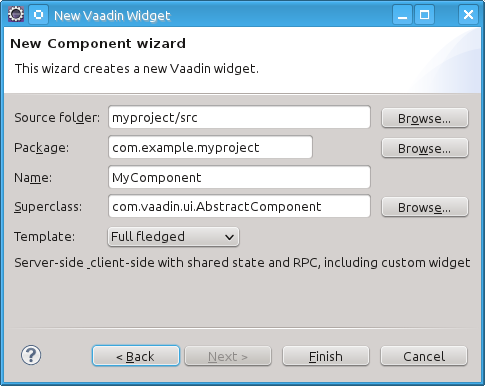 New Vaadin Widget
New Component wizard
This wizard creates a new Vaadin widget.
Source folder: myproject/src Browse...
Package: com.example.myproject Browse...
Name: MyComponent
Superclass: com.vaadin.ui.AbstractComponent Browse...
Template: Full fledged
Server-side _client-side with shared state and RPC, including custom widget
? < Back Next > Finish Cancel